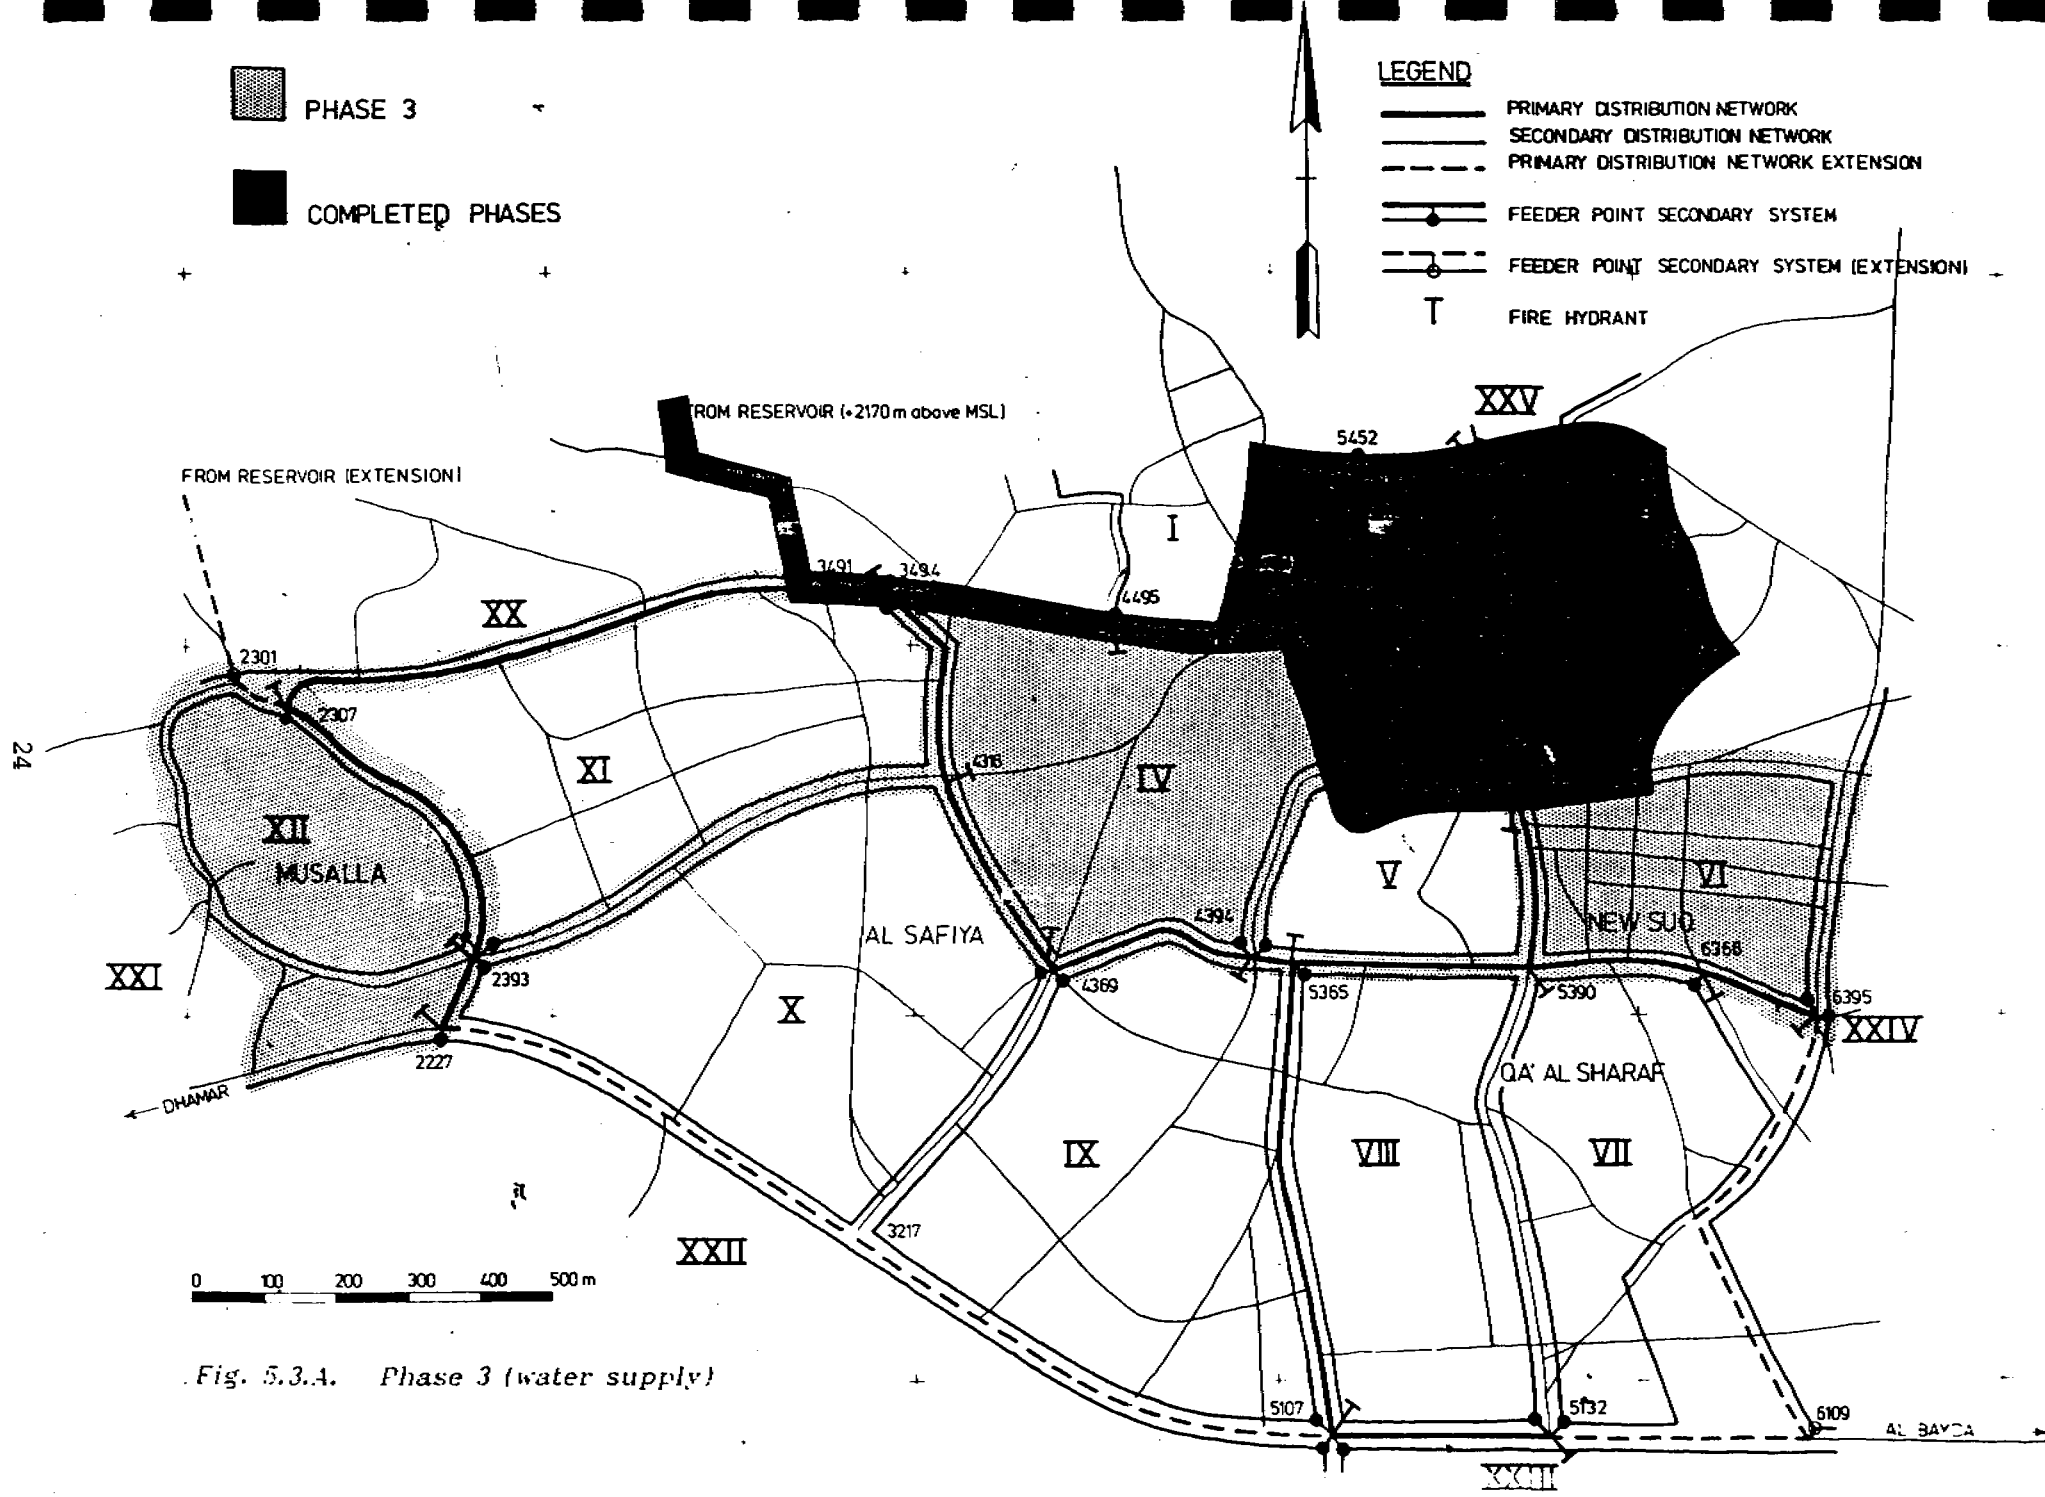 PHASE 3
COMPLETED PHASES
LEGEND
PRIMARY DISTRIBUTION NETWORK
SECONDARY DISTRIBUTION NETWORK
PRIMARY DISTRIBUTION NETWORK EXTENSION
FEEDER POINT SECONDARY SYSTEM
FEEDER POINT SECONDARY SYSTEM (EXTENSION)
FIRE HYDRANT
FROM RESERVOIR (+2170 m above MSL)
XXV
5452
FROM RESERVOIR (EXTENSION)
I
3491
3494
4495
XX
2301
2307
24
XI
4316
IV
XII
MUSALLA
V
VI
NEW SUQ
4394
AL SAFIYA
6368
XXI
2393
4369
5365
5390
6395
X
XXIV
2227
DHAMAR
QA' AL SHARAF
IX
VIII
VII
3217
XXII
0 100 200 300 400 500 m
Fig. 5.3.A. Phase 3 (water supply)
5107
5132
6109
AL BAYDA
XXIII